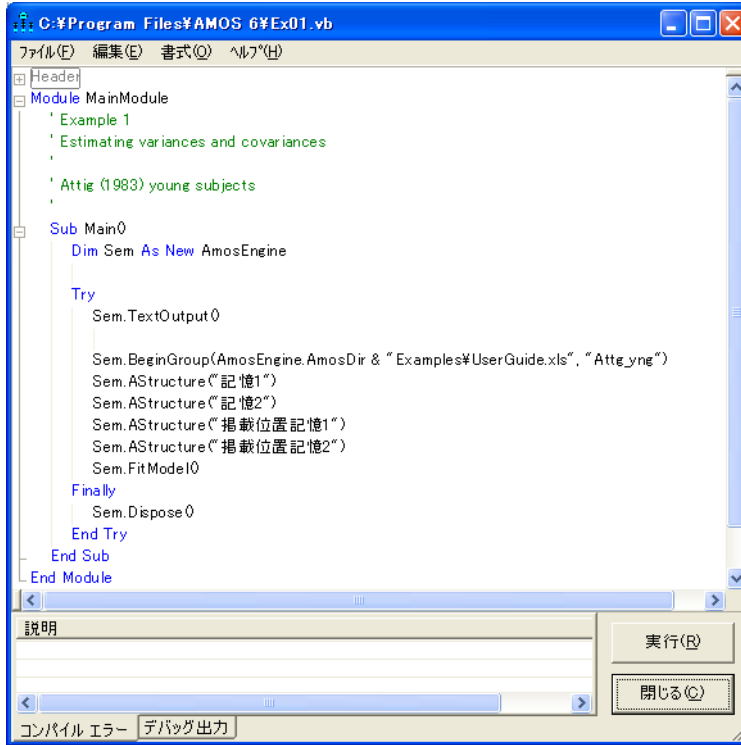 C:¥Program Files¥AMOS 6¥Ex01.vb
ファイル(F) 編集(E) 書式(O) ヘルプ(H)
Header
Module MainModule
' Example 1
' Estimating variances and covariances
'
' Attig (1983) young subjects
'
Sub Main()
Dim Sem As New AmosEngine
Try
Sem.TextOutput()
Sem.BeginGroup(AmosEngine.AmosDir & "Examples¥UserGuide.xls", "Attg_yng")
Sem.AStructure("記憶1")
Sem.AStructure("記憶2")
Sem.AStructure("掲載位置記憶1")
Sem.AStructure("掲載位置記憶2")
Sem.FitModel()
Finally
Sem.Dispose()
End Try
End Sub
End Module
説明
実行(R)
閉じる(C)
コンパイル エラー デバッグ出力